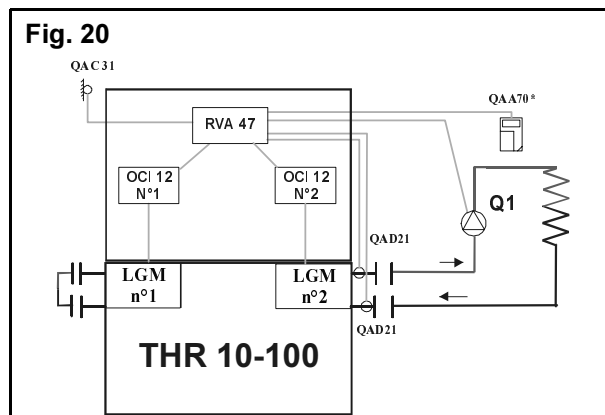 Fig. 20
QAC31
QAA70*
RVA 47
OCI 12
N°1
OCI 12
N°2
Q1
QAD21
LGM
n°1
LGM
n°2
QAD21
THR 10-100